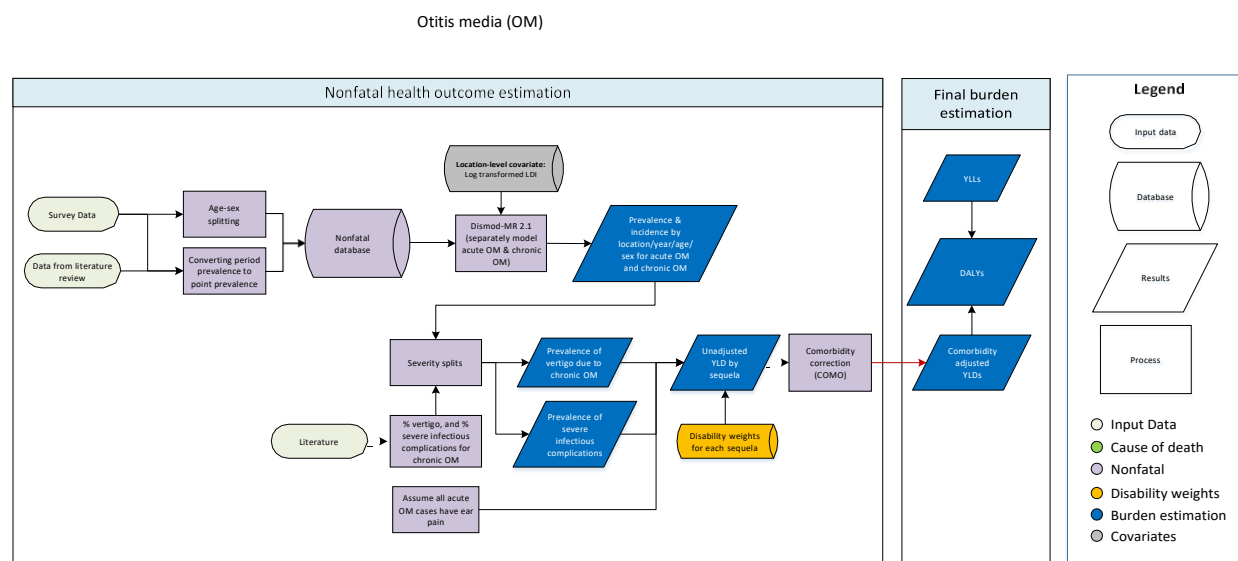 Otitis media (OM)
Nonfatal health outcome estimation
Location-level covariate:
Log transformed LDI
Survey Data
Age-sex
splitting
Data from literature
review
Converting period
prevalence to
point prevalence
Nonfatal
database
Dismod-MR 2.1
(separately model
acute OM & chronic
OM)
Prevalence &
incidence by
location/year/age/
sex for acute OM
and chronic OM
Severity splits
Prevalence of
vertigo due to
chronic OM
Unadjusted
YLD by
sequela
Comorbidity
correction
(COMO)
Literature
% vertigo, and %
severe infectious
complications for
chronic OM
Prevalence of
severe
infectious
complications
Disability weights
for each sequela
Assume all acute
OM cases have ear
pain
Final burden
estimation
YLLs
DALYs
Comorbidity
adjusted
YLDs
Legend
Input data
Database
Results
Process
Input Data
Cause of death
Nonfatal
Disability weights
Burden estimation
Covariates